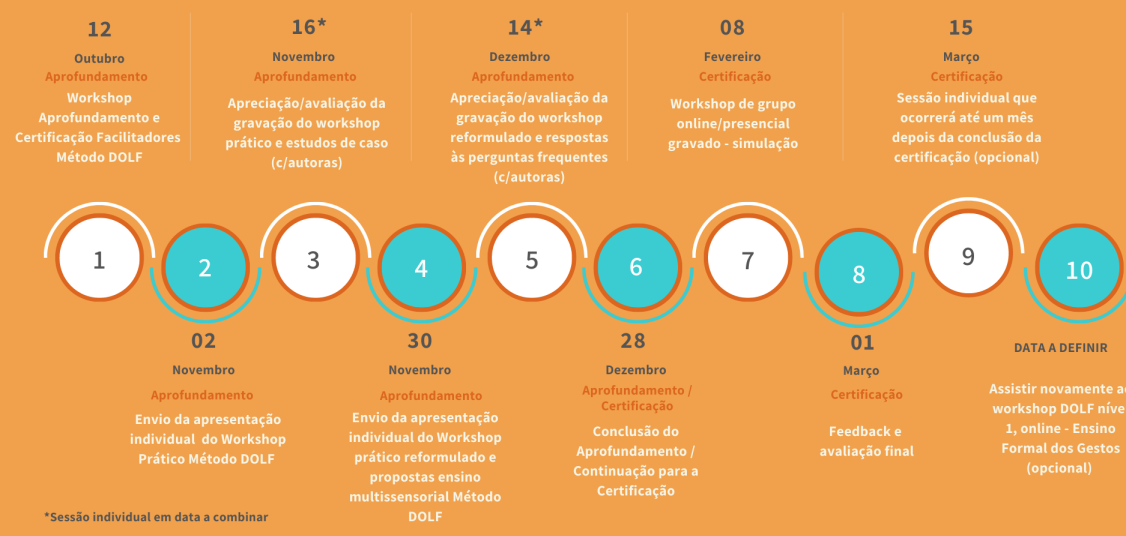 12
Outubro
Aprofundamento
Workshop
Aprofundamento e
Certificação Facilitadores
Método DOLF
16*
Novembro
Aprofundamento
Apreciação/avaliação da
gravação do workshop
prático e estudos de caso
(c/autoras)
14*
Dezembro
Aprofundamento
Apreciação/avaliação da
gravação do workshop
reformulado e respostas
às perguntas frequentes
(c/autoras)
08
Fevereiro
Certificação
Workshop de grupo
online/presencial
gravado - simulação
15
Março
Certificação
Sessão individual que
ocorrerá até um mês
depois da conclusão da
certificação (opcional)
1
2
3
4
5
6
7
8
9
10
02
Novembro
Aprofundamento
Envio da apresentação
individual do Workshop
Prático Método DOLF
30
Novembro
Aprofundamento
Envio da apresentação
individual do Workshop
prático reformulado e
propostas ensino
multissensorial Método
DOLF
28
Dezembro
Aprofundamento /
Certificação
Conclusão do
Aprofundamento /
Continuação para a
Certificação
01
Março
Certificação
Feedback e
avaliação final
DATA A DEFINIR
Assistir novamente a
workshop DOLF níve
1, online - Ensino
Formal dos Gestos
(opcional)
*Sessão individual em data a combinar